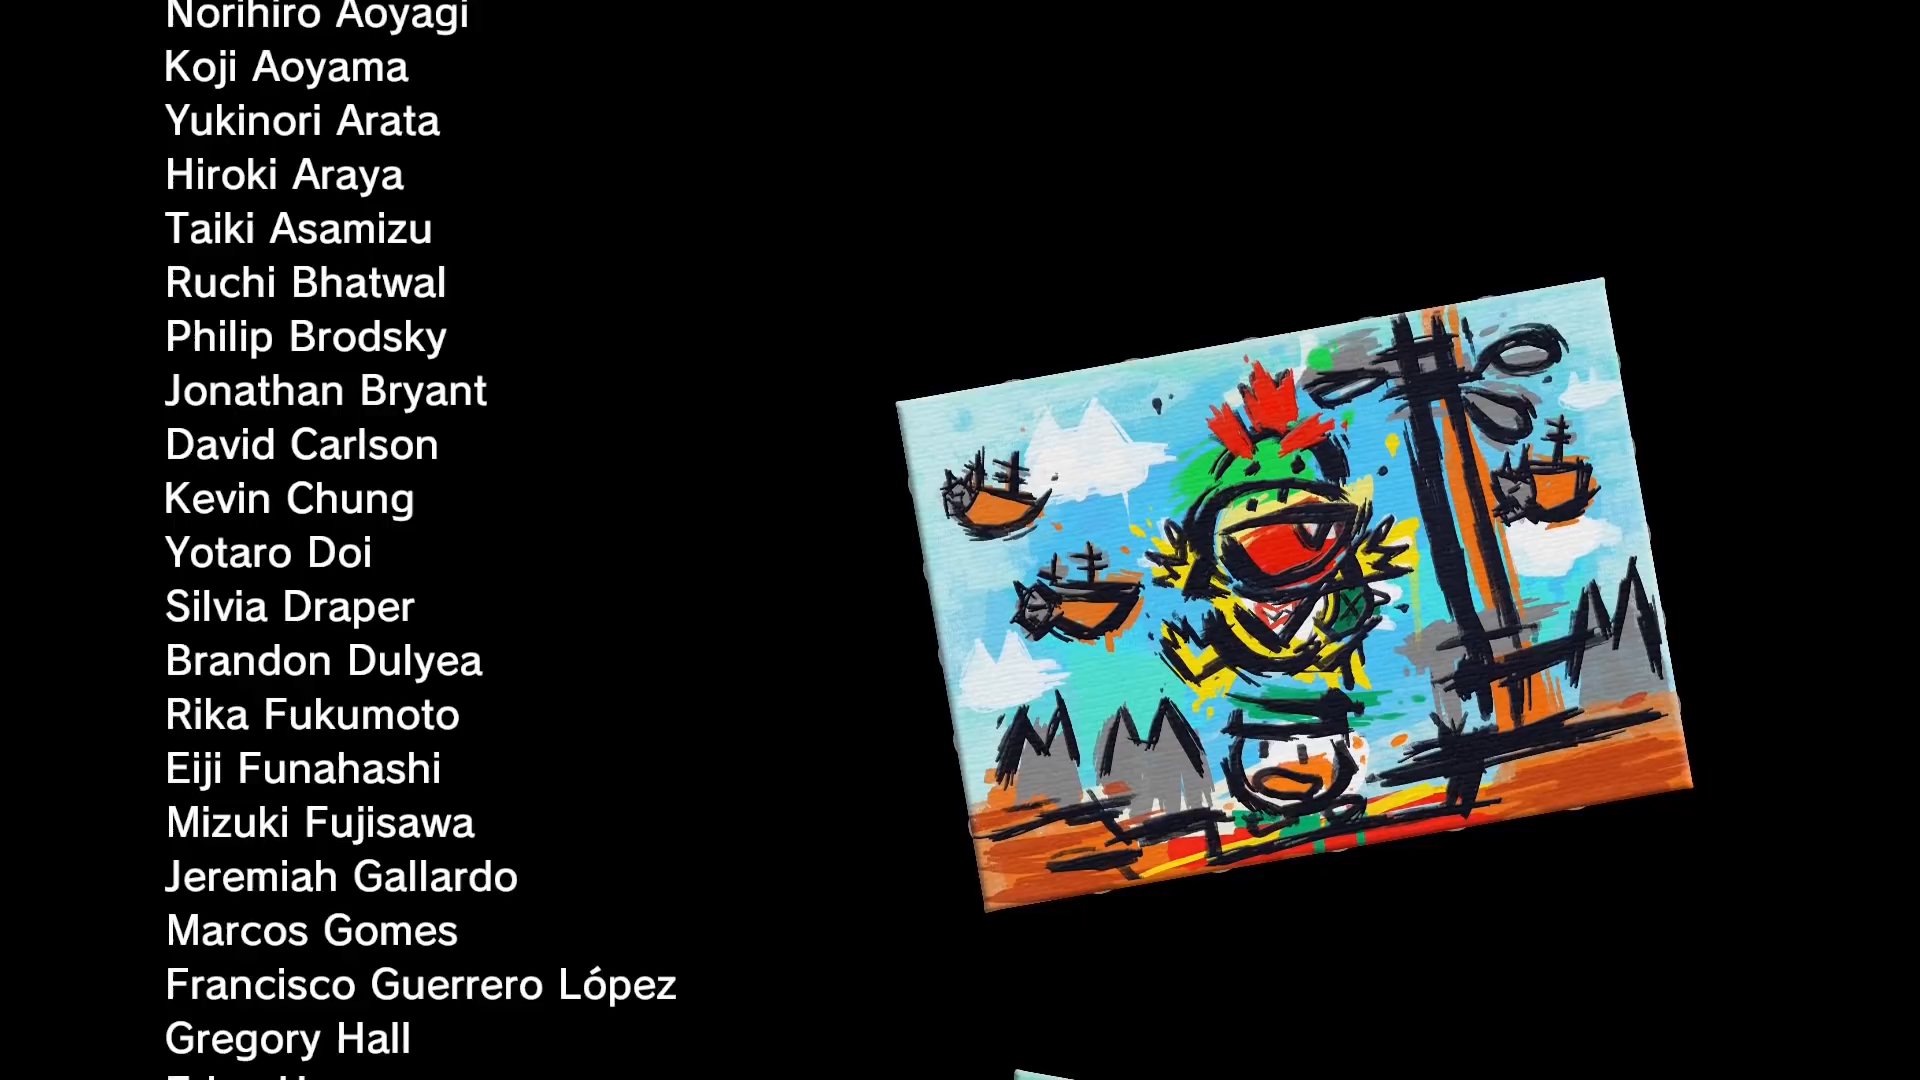 Norihiro Aoyagi
Koji Aoyama
Yukinori Arata
Hiroki Araya
Taiki Asamizu
Ruchi Bhatwal
Philip Brodsky
Jonathan Bryant
David Carlson
Kevin Chung
Yotaro Doi
Silvia Draper
Brandon Dulyea
Rika Fukumoto
Eiji Funahashi
Mizuki Fujisawa
Jeremiah Gallardo
Marcos Gomes
Francisco Guerrero López
Gregory Hall